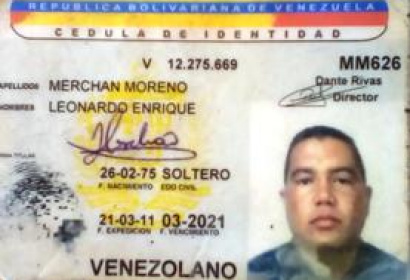 REPUBLICA BOLIVARIANA DE VENEZUELA
CEDULA DE IDENTIDAD
V 12.275.669 MM626
Dante Rivas
Director
APELLIDOS MERCHAN MORENO
NOMBRES LEONARDO ENRIQUE
26-02-75 SOLTERO
F. NACIMIENTO EDO CIVIL
21-03-11 03-2021
F. EXPEDICION F. VENCIMIENTO
VENEZOLANO